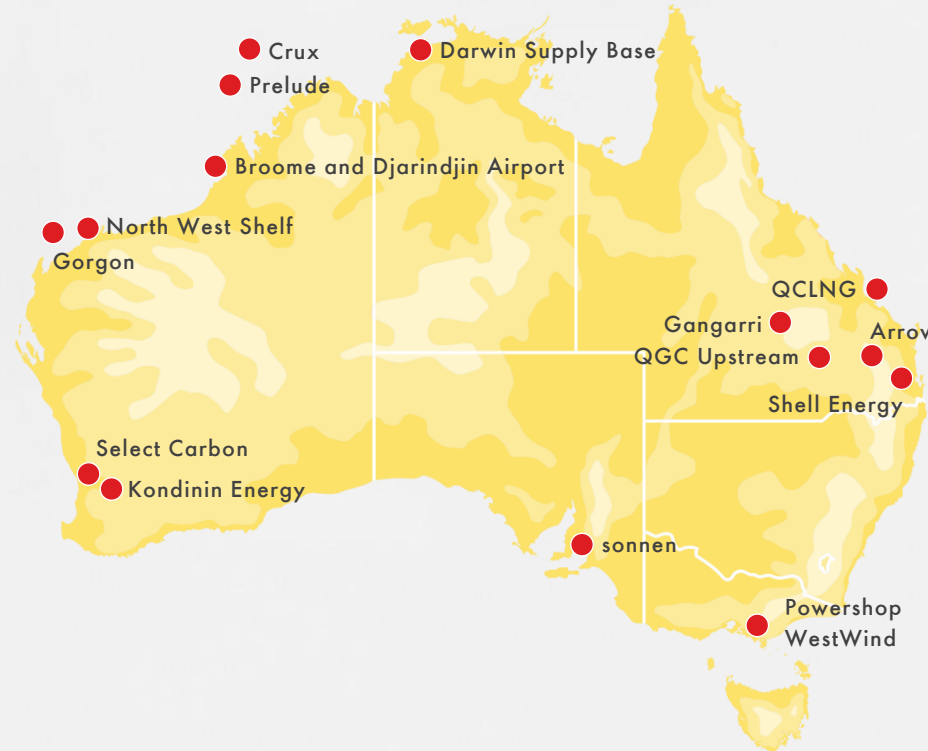 Crux
Darwin Supply Base
Prelude
Broome and Djarindjin Airport
North West Shelf
Gorgon
QCLNG
Gangarri
Arrow
QGC Upstream
Shell Energy
Select Carbon
Kondinin Energy
sonnen
Powershop
WestWind